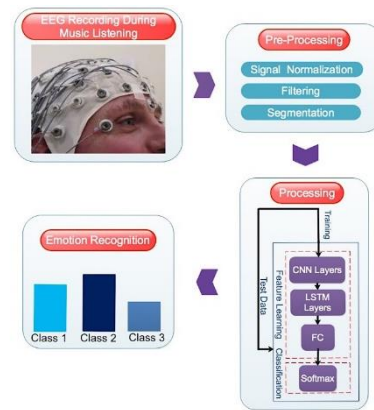 EEG Recording During
Music Listening
Pre-Processing
Signal Normalization
Filtering
Segmentation
Processing
Training
Test Data
Feature Learning
Classification
CNN Layers
LSTM
Layers
FC
Softmax
Emotion Recognition
Class 1
Class 2
Class 3